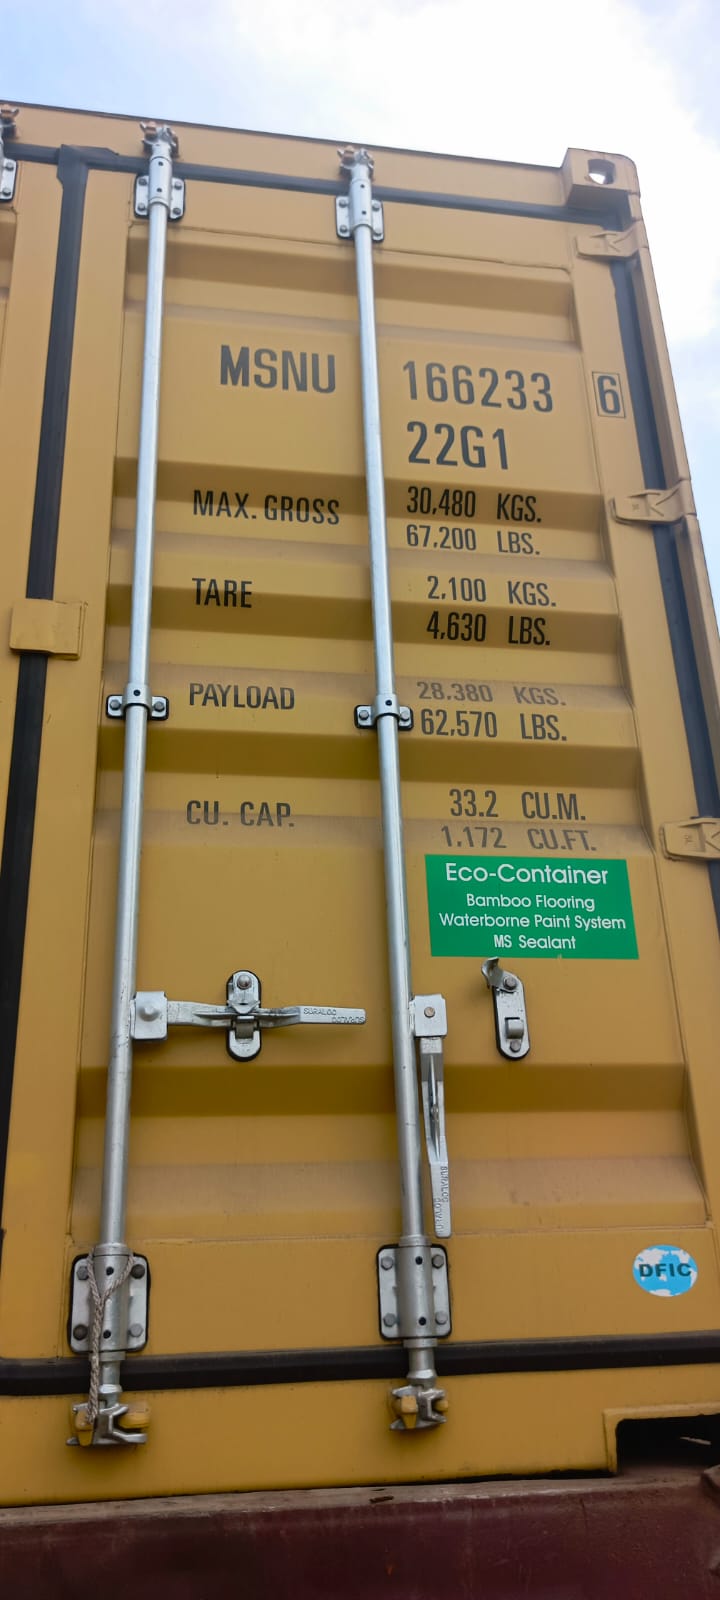 MSNU 166233 6
22G1
MAX. GROSS 30,480 KGS.
67,200 LBS.
TARE 2,100 KGS.
4,630 LBS.
PAYLOAD 28,380 KGS.
62,570 LBS.
CU. CAP. 33.2 CU.M.
1,172 CU.FT.
Eco-Container
Bamboo Flooring
Waterborne Paint System
MS Sealant
DFIC